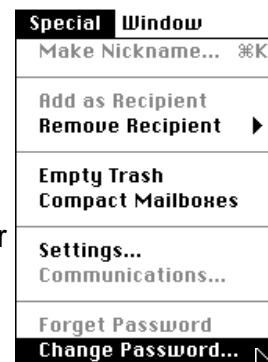 Special Window
Make Nickname... ⌘K
Add as Recipient
Remove Recipient ▶
Empty Trash
Compact Mailboxes
r
Settings...
Communications...
Forget Password
Change Password...